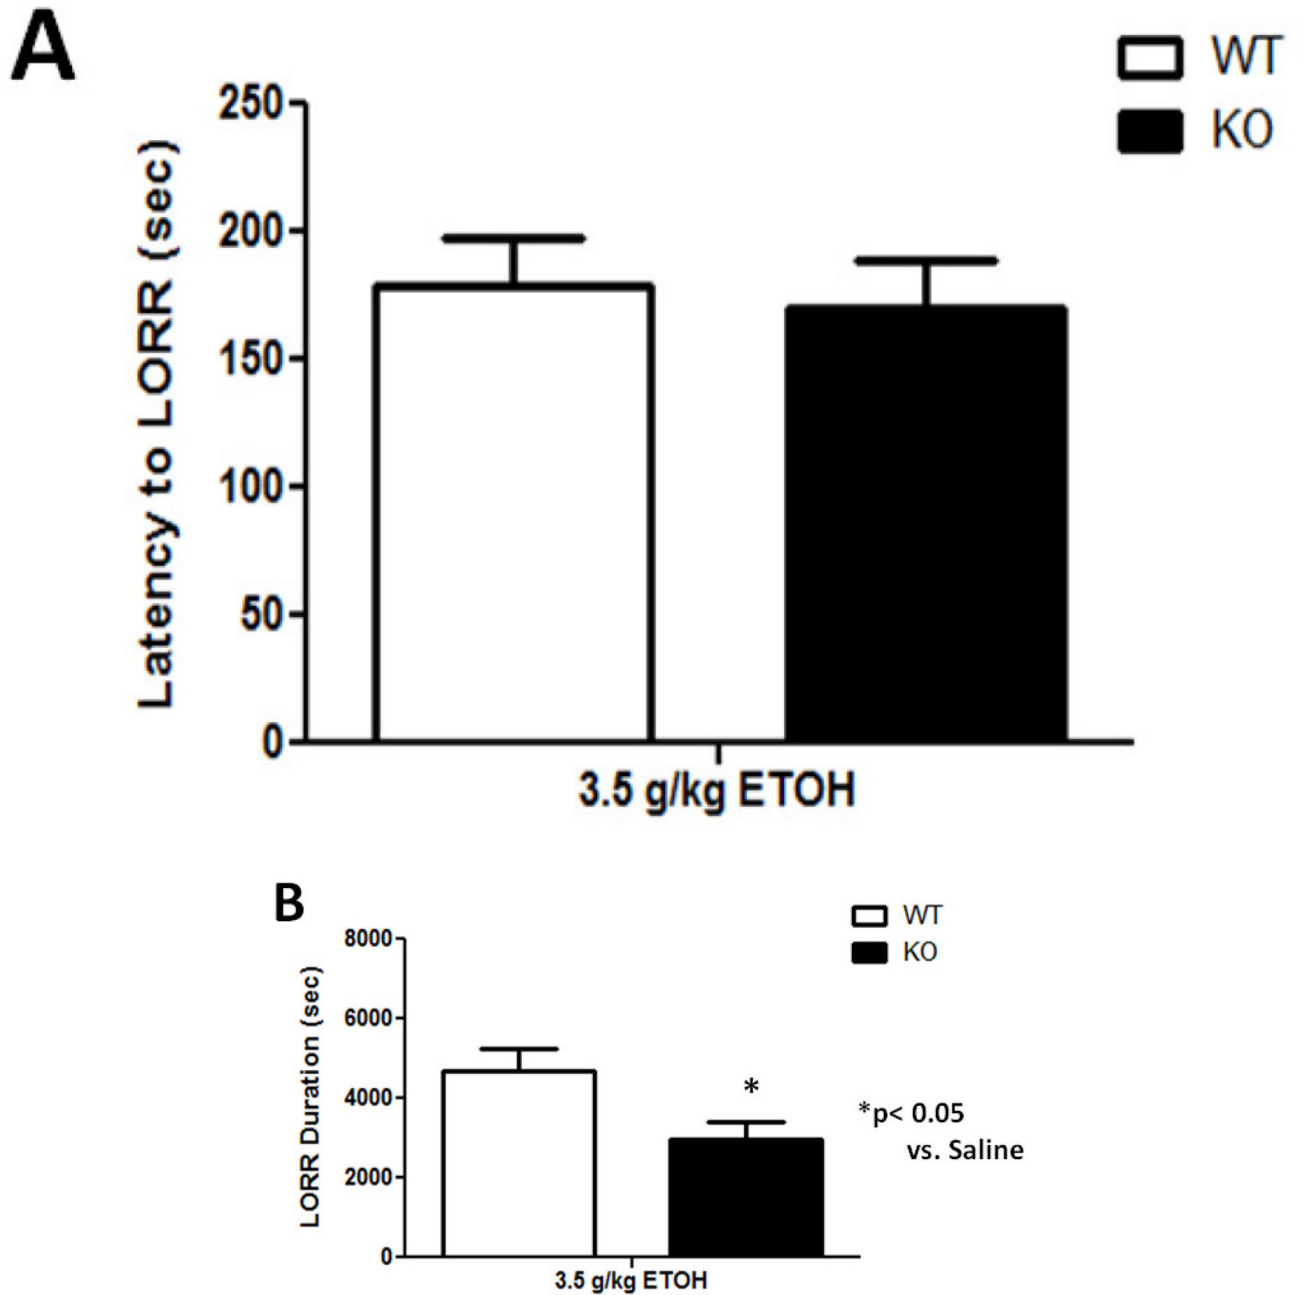 A
WT
KO
250
200
150
100
50
0
Latency to LORR (sec)
3.5 g/kg ETOH
B
WT
KO
8000
6000
4000
2000
0
LORR Duration (sec)
*
*p< 0.05
vs. Saline
3.5 g/kg ETOH